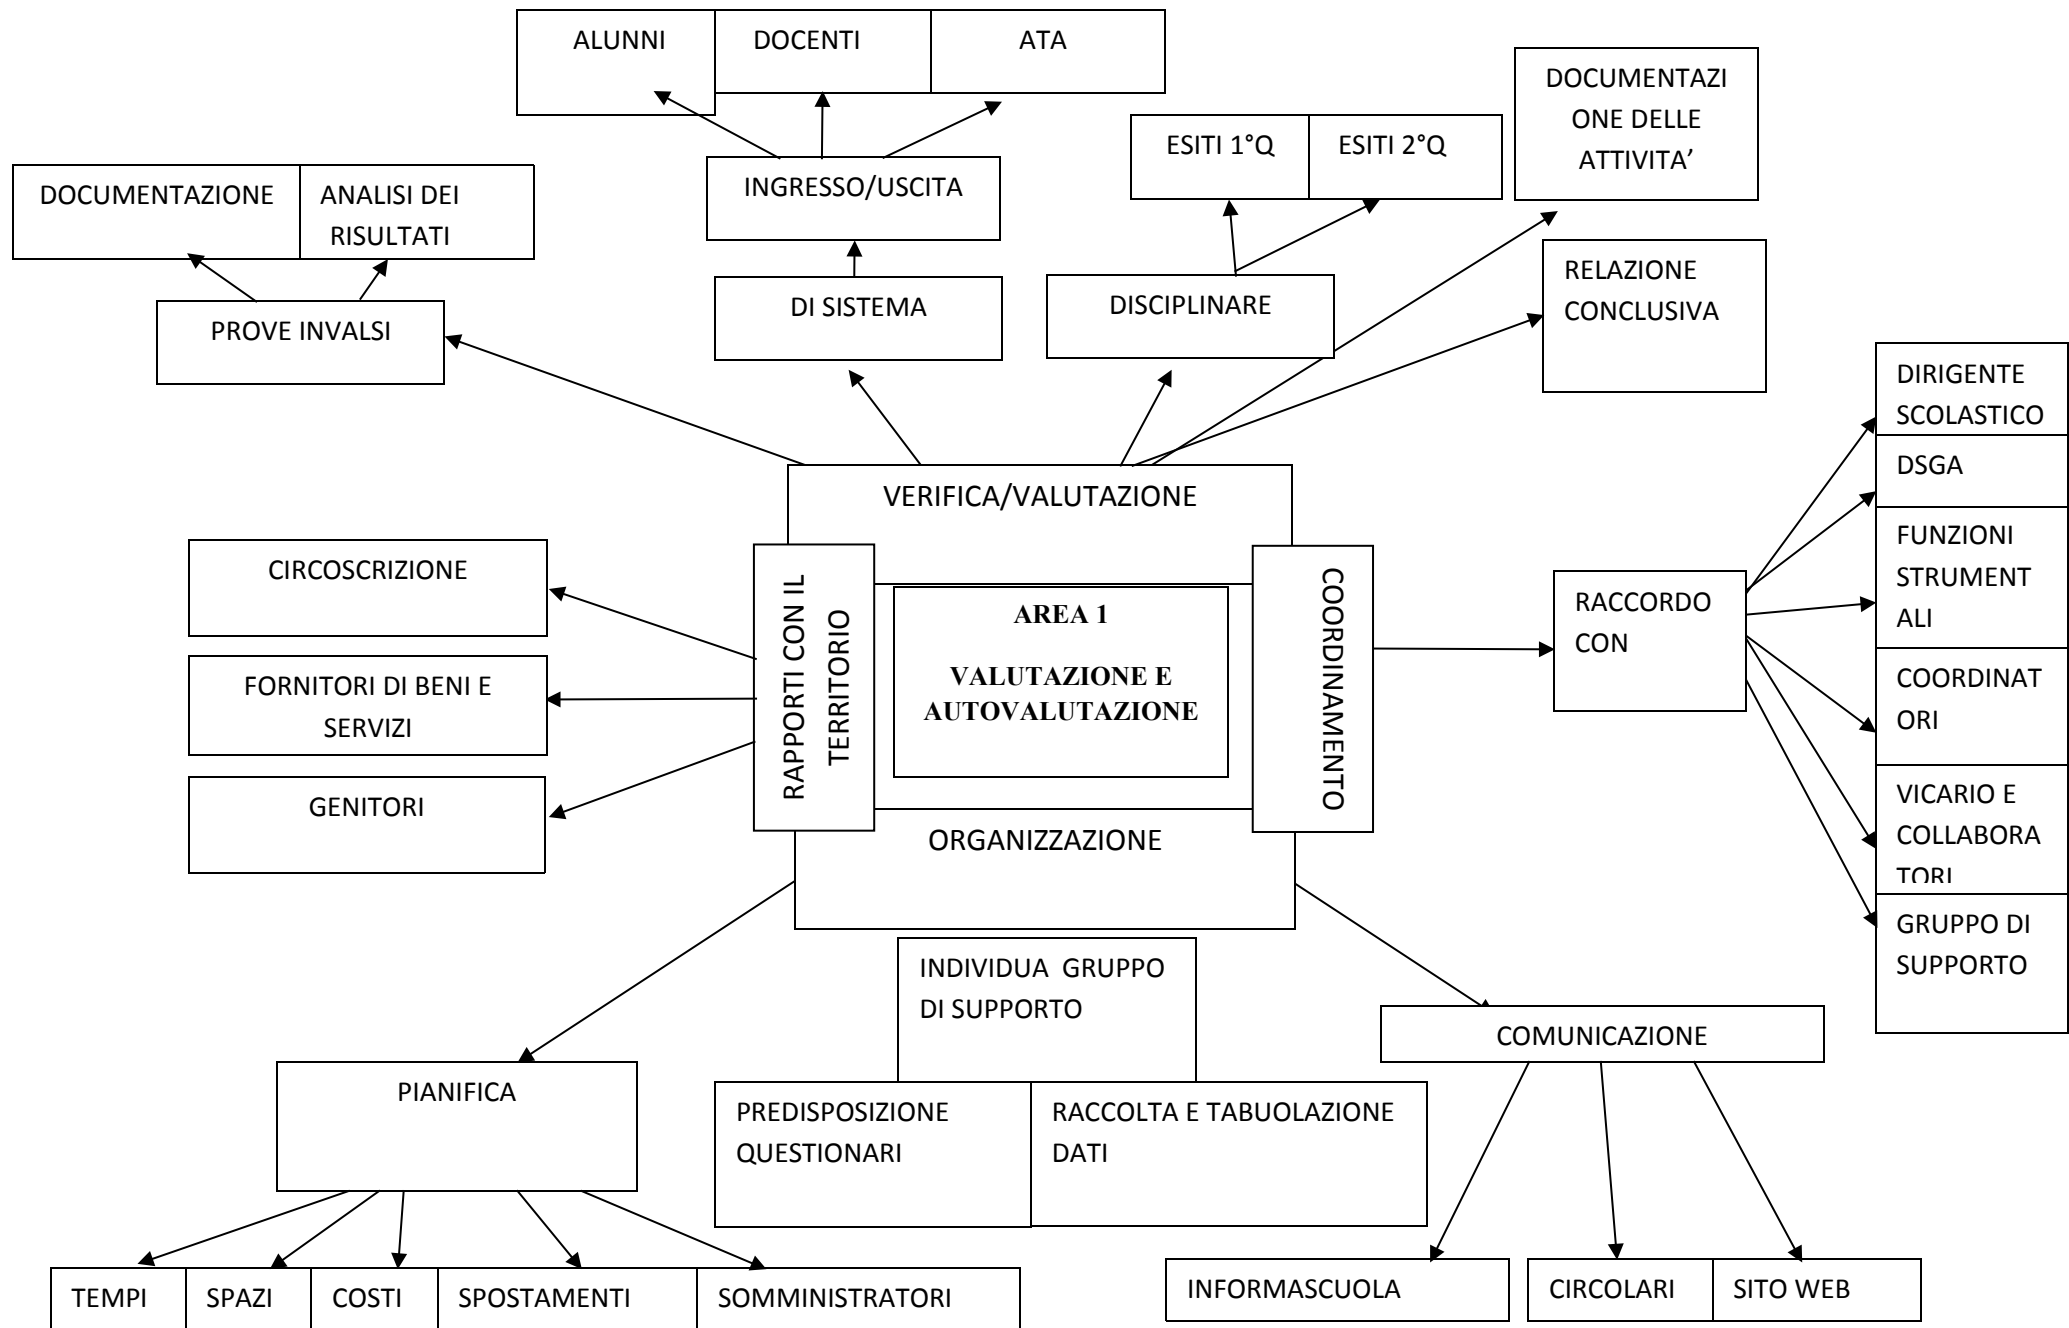 ALUNNI
DOCENTI
ATA
DOCUMENTAZI
ONE DELLE
ATTIVITA’
ESITI 1°Q
ESITI 2°Q
INGRESSO/USCITA
DOCUMENTAZIONE
ANALISI DEI
RISULTATI
RELAZIONE
CONCLUSIVA
DI SISTEMA
DISCIPLINARE
PROVE INVALSI
DIRIGENTE
SCOLASTICO
DSGA
FUNZIONI
STRUMENT
ALI
COORDINAT
ORI
VICARIO E
COLLABORA
TORI
GRUPPO DI
SUPPORTO
VERIFICA/VALUTAZIONE
CIRCOSCRIZIONE
FORNITORI DI BENI E
SERVIZI
GENITORI
RAPPORTI CON IL
TERRITORIO
AREA 1
VALUTAZIONE E
AUTOVALUTAZIONE
COORDINAMENTO
RACCORDO
CON
ORGANIZZAZIONE
INDIVIDUA  GRUPPO
DI SUPPORTO
COMUNICAZIONE
PIANIFICA
PREDISPOSIZIONE
QUESTIONARI
RACCOLTA E TABUOLAZIONE
DATI
TEMPI
SPAZI
COSTI
SPOSTAMENTI
SOMMINISTRATORI
INFORMASCUOLA
CIRCOLARI
SITO WEB